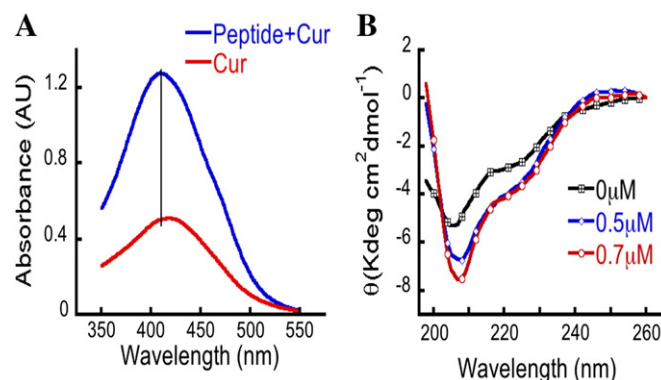 A
Peptide+Cur
Cur
Absorbance (AU)
1.2
0.8
0.4
0
350 400 450 500 550
Wavelength (nm)
B
θ(Kdeg cm²dmol⁻¹)
2
0
-2
-4
-6
-8
0μM
0.5μM
0.7μM
200 220 240 260
Wavelength (nm)